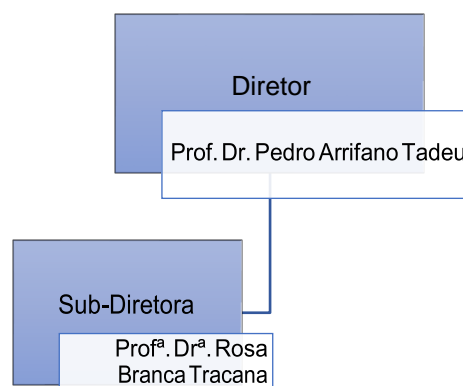 Diretor
Prof. Dr. Pedro Arrifano Tadeu
Sub-Diretora
Profª. Drª. Rosa
Branca Tracana